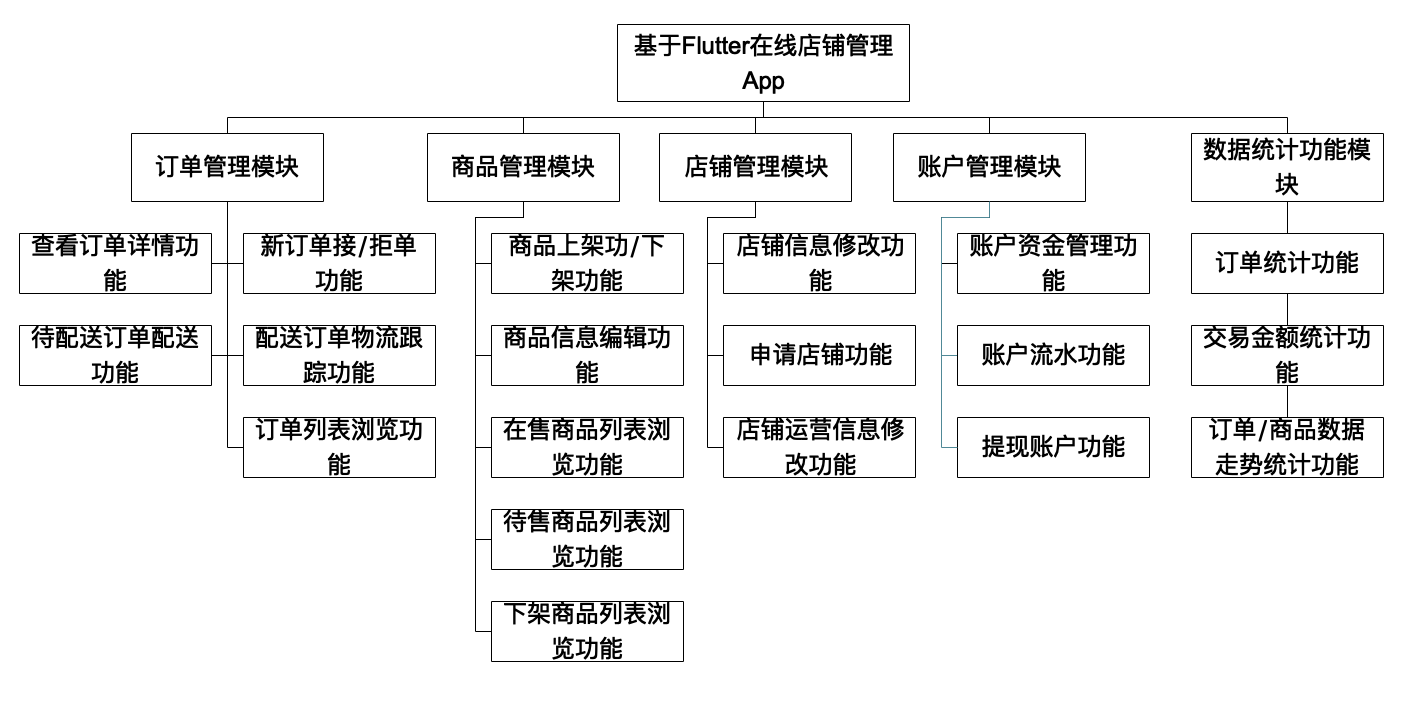 基于Flutter在线店铺管理
App
订单管理模块
商品管理模块
店铺管理模块
账户管理模块
数据统计功能模
块
查看订单详情功
能
新订单接/拒单
功能
商品上架功/下
架功能
店铺信息修改功
能
账户资金管理功
能
订单统计功能
待配送订单配送
功能
配送订单物流跟
踪功能
商品信息编辑功
能
申请店铺功能
账户流水功能
交易金额统计功
能
订单列表浏览功
能
在售商品列表浏
览功能
店铺运营信息修
改功能
提现账户功能
订单/商品数据
走势统计功能
待售商品列表浏
览功能
下架商品列表浏
览功能